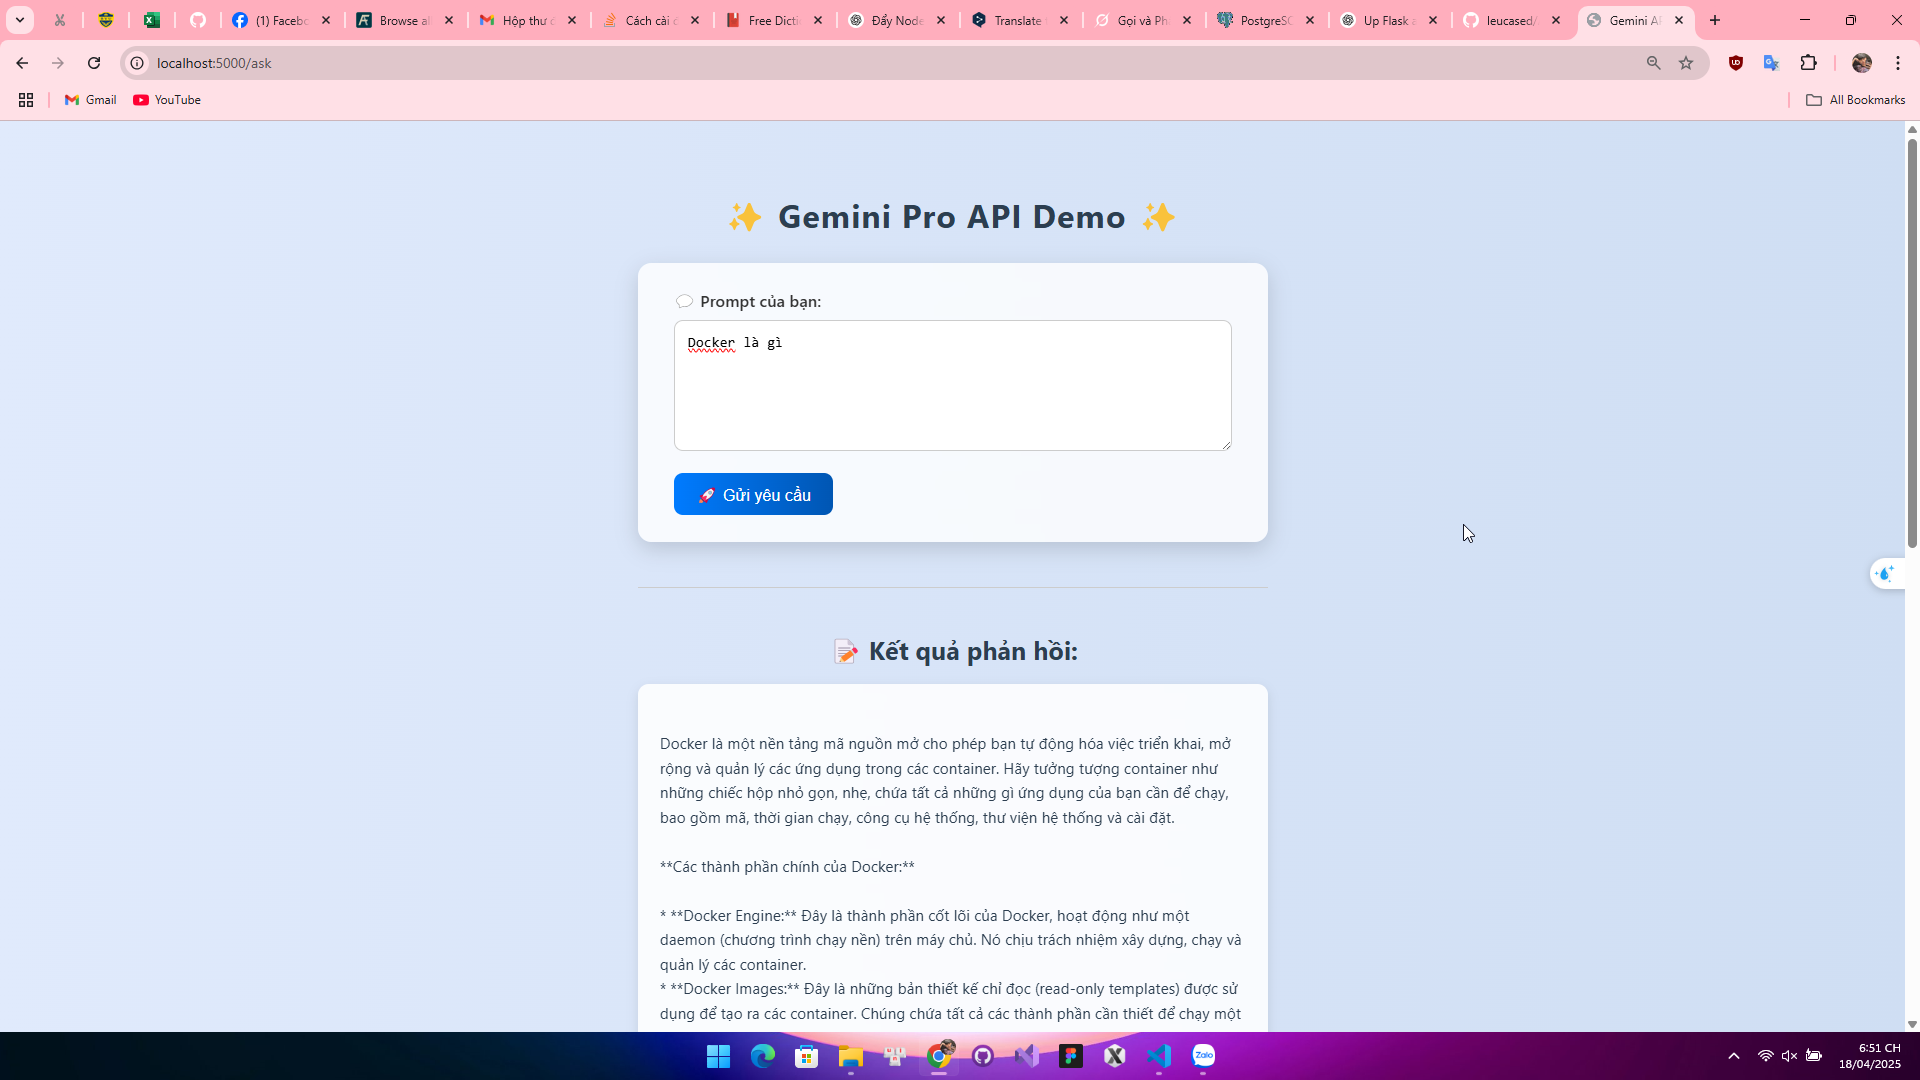 (1) Facebo
Browse al
Hộp thư đ
Cách cài đ
Free Dicti
Đẩy Node
Translate
Gọi và Ph
PostgreSQ
Up Flask a
leucased/
Gemini AP
localhost:5000/ask
Gmail
YouTube
All Bookmarks
✨ Gemini Pro API Demo ✨
💬 Prompt của bạn:
Docker là gì
🚀 Gửi yêu cầu
📝 Kết quả phản hồi:
Docker là một nền tảng mã nguồn mở cho phép bạn tự động hóa việc triển khai, mở
rộng và quản lý các ứng dụng trong các container. Hãy tưởng tượng container như
những chiếc hộp nhỏ gọn, nhẹ, chứa tất cả những gì ứng dụng của bạn cần để chạy,
bao gồm mã, thời gian chạy, công cụ hệ thống, thư viện hệ thống và cài đặt.
**Các thành phần chính của Docker:**
* **Docker Engine:** Đây là thành phần cốt lõi của Docker, hoạt động như một
daemon (chương trình chạy nền) trên máy chủ. Nó chịu trách nhiệm xây dựng, chạy và
quản lý các container.
* **Docker Images:** Đây là những bản thiết kế chỉ đọc (read-only templates) được sử
dụng để tạo ra các container. Chúng chứa tất cả các thành phần cần thiết để chạy một
Zalo
6:51 CH
18/04/2025